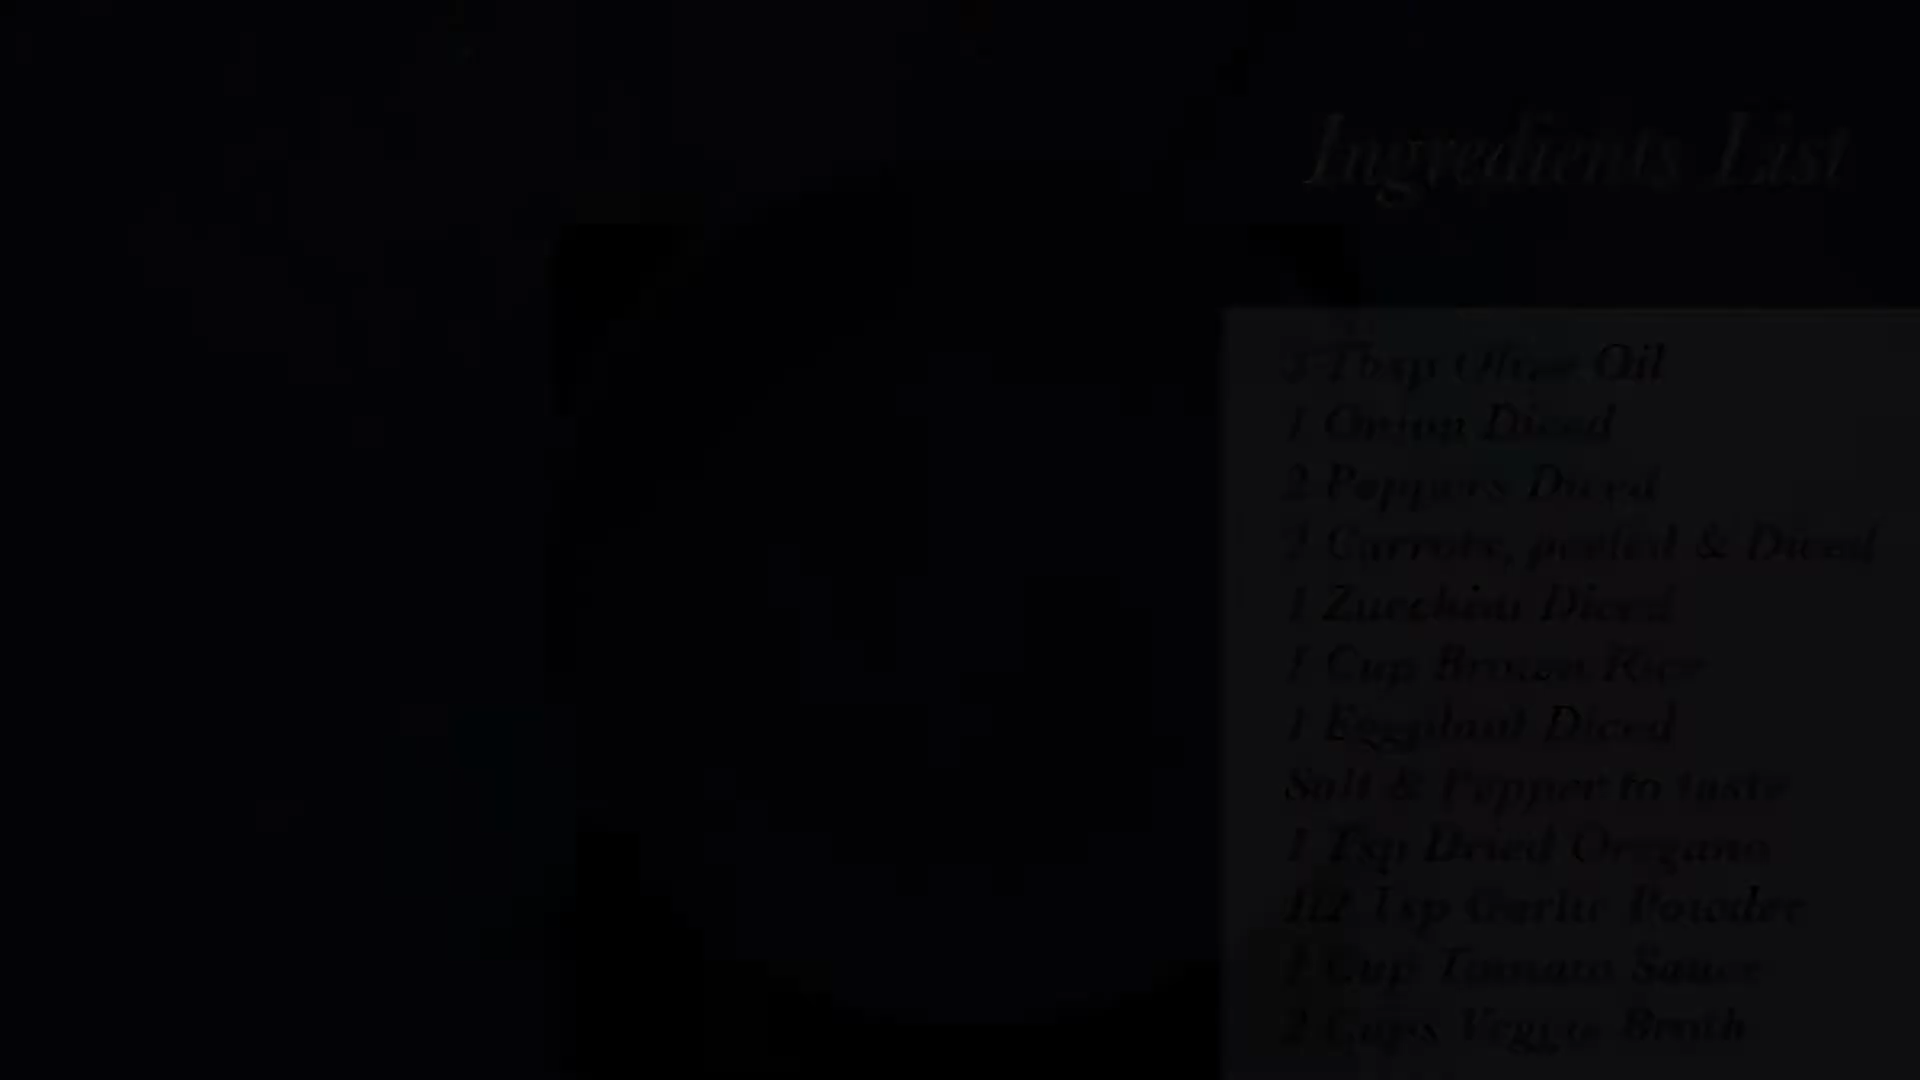 Ingredients List
3 Tbsp Olive Oil
1 Onion Diced
2 Peppers Diced
2 Carrots, peeled & Diced
1 Zucchini Diced
1 Cup Brown Rice
1 Eggplant Diced
Salt & Pepper to taste
1 Tsp Dried Oregano
1/2 Tsp Garlic Powder
1 Cup Tomato Sauce
2 Cups Veggie Broth